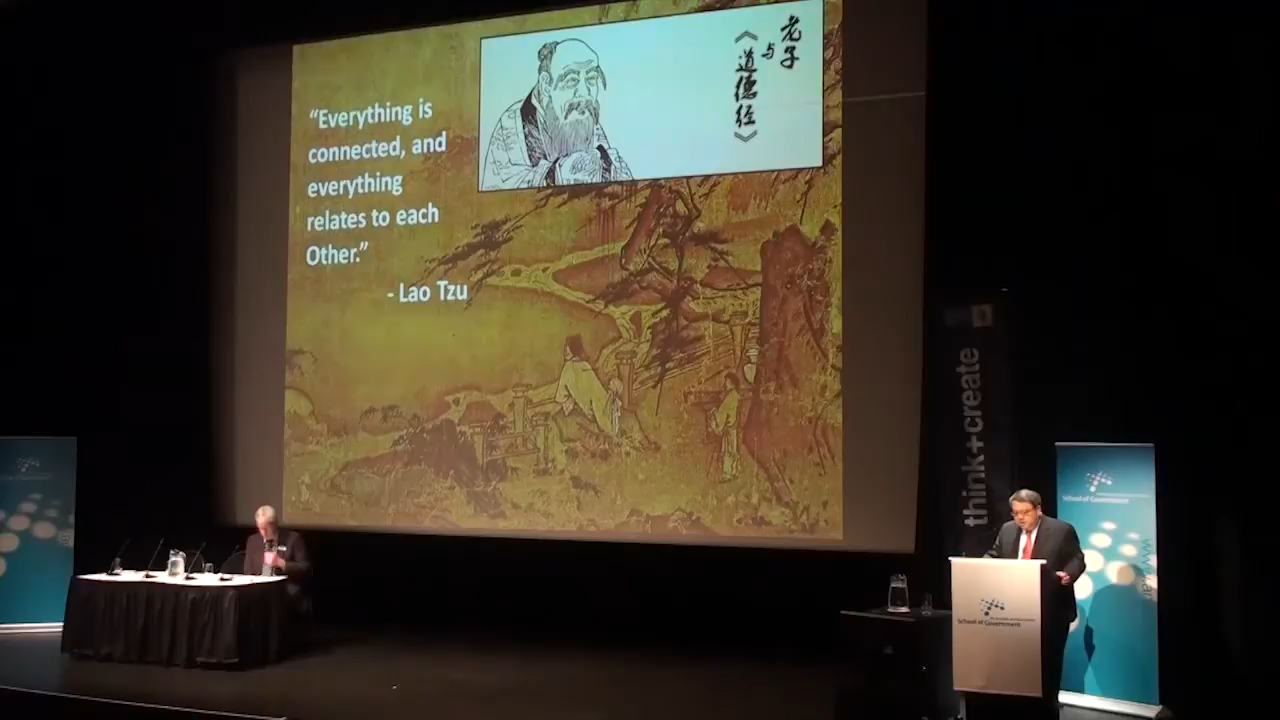 “Everything is
connected, and
everything
relates to each
Other.”
- Lao Tzu
老子
与
《道德经》
think+create
School of Government
School of Government